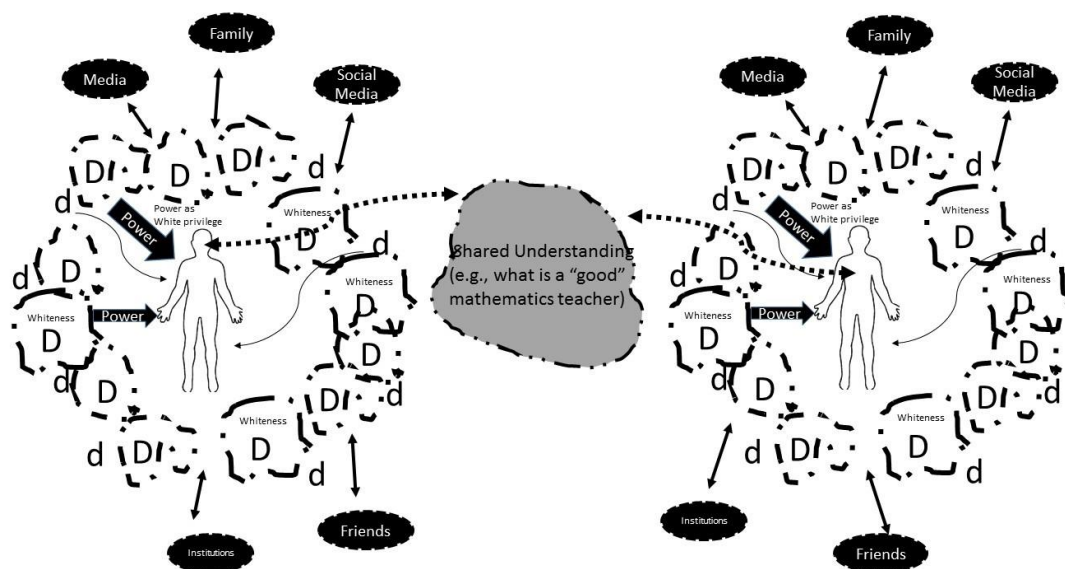 Family
Media
Social
Media
D
D
D
d
d
Power
Power as
White privilege
Whiteness
D
d
D
Whiteness
D
Power
Whiteness
D
D
d
D
D
d
D
Whiteness
D
d
d
D
Institutions
Friends
Shared Understanding
(e.g., what is a “good”
mathematics teacher)
Family
Media
Social
Media
D
D
D
d
d
Power
Power as
White privilege
Whiteness
D
d
D
Whiteness
D
Power
Whiteness
D
D
d
D
D
d
D
Whiteness
D
d
d
D
Institutions
Friends